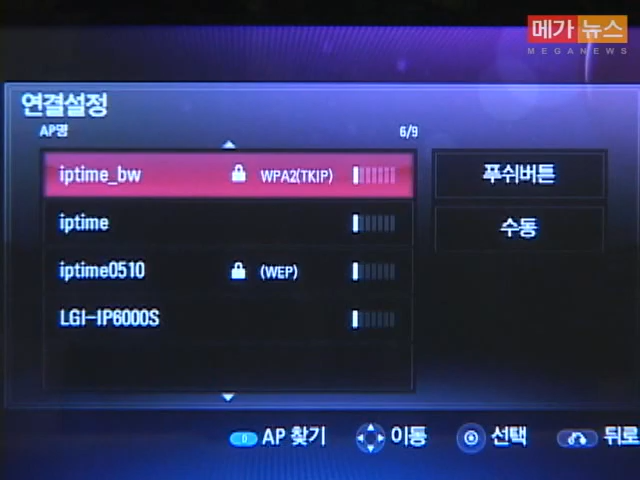 메가뉴스
MEGANEWS
연결설정
AP명
6/9
iptime_bw WPA2(TKIP)
푸쉬버튼
iptime
수동
iptime0510 (WEP)
LGI-IP6000S
0 AP 찾기 이동 선택 뒤로